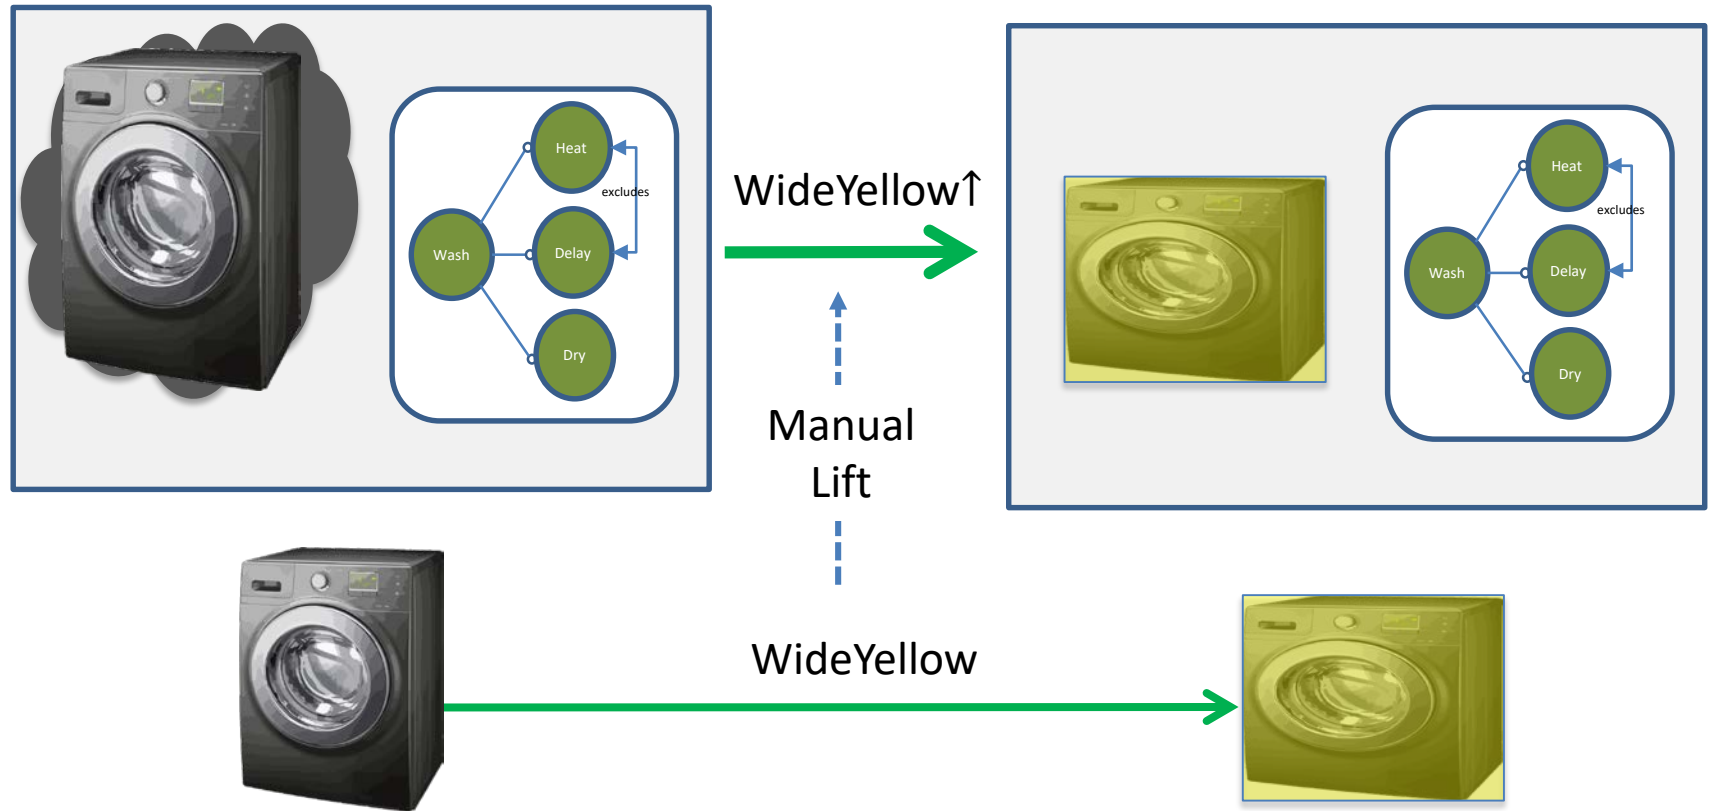 Heat
excludes
Wash
Delay
Dry
WideYellow↑
Heat
excludes
Wash
Delay
Dry
Manual
Lift
WideYellow